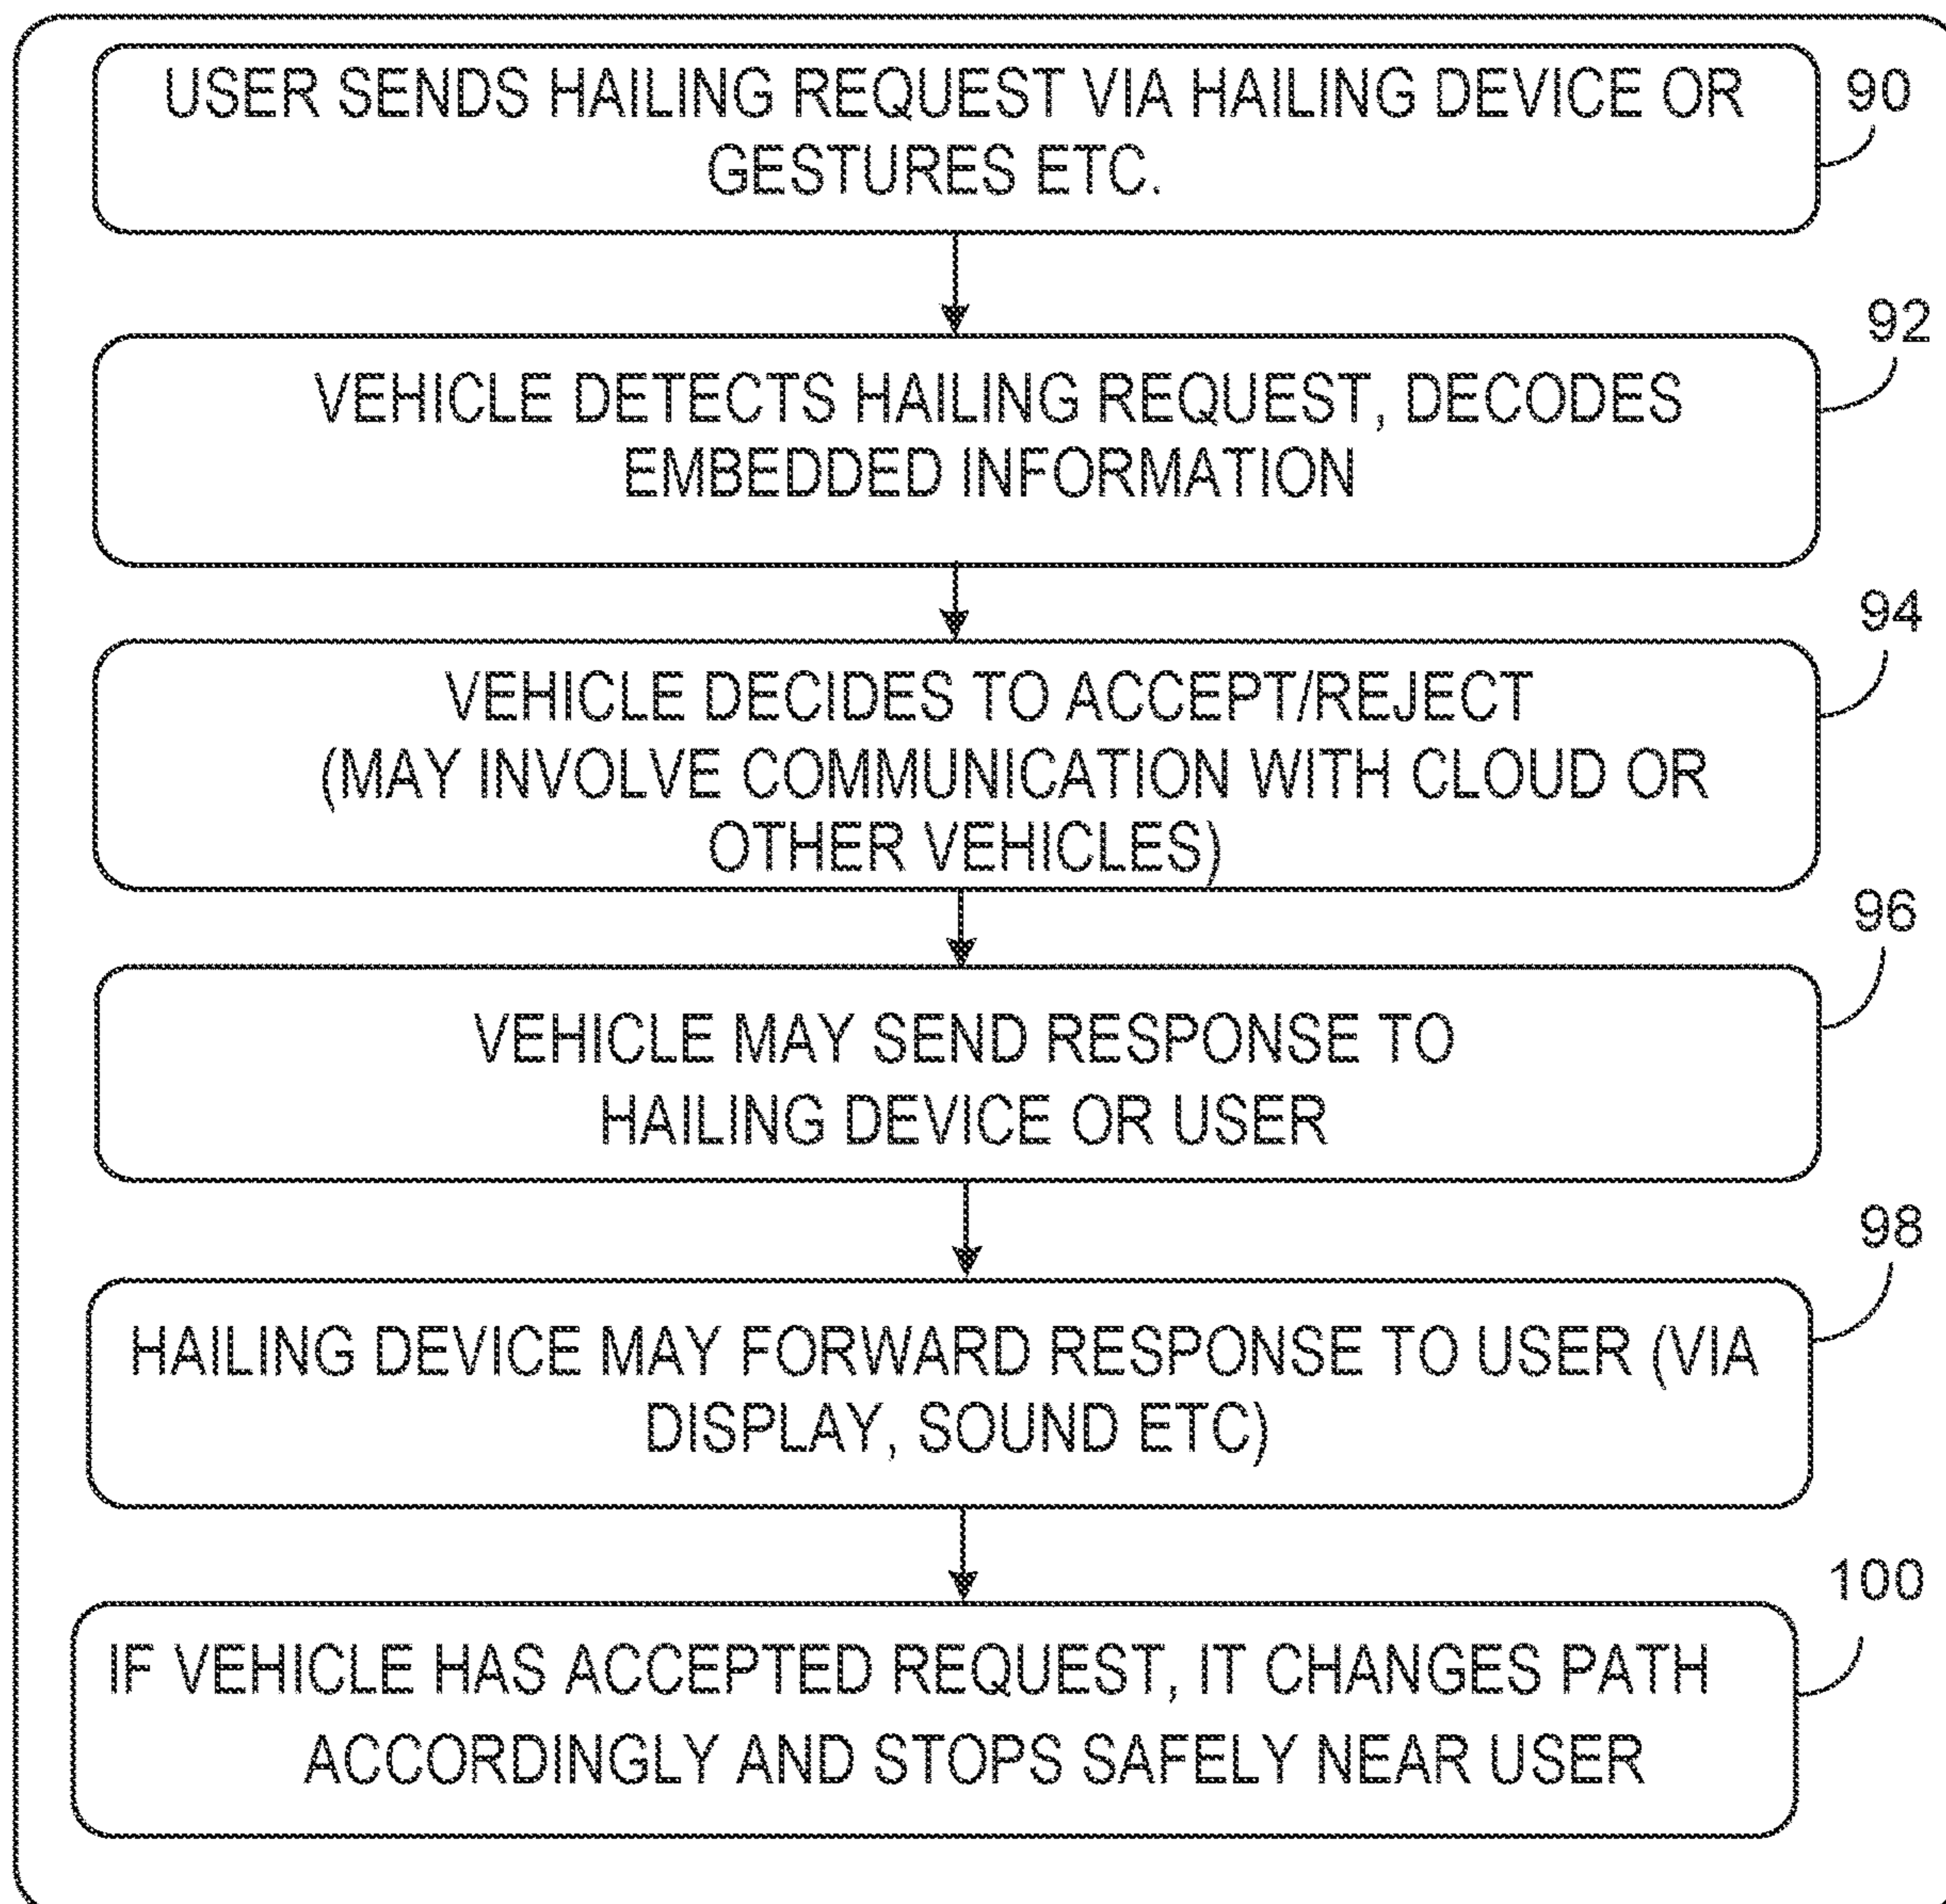 USER SENDS HAILING REQUEST VIA HAILING DEVICE OR
GESTURES ETC.
90
92
VEHICLE DETECTS HAILING REQUEST, DECODES
EMBEDDED INFORMATION
94
VEHICLE DECIDES TO ACCEPT/REJECT
(MAY INVOLVE COMMUNICATION WITH CLOUD OR
OTHER VEHICLES)
96
VEHICLE MAY SEND RESPONSE TO
HAILING DEVICE OR USER
98
HAILING DEVICE MAY FORWARD RESPONSE TO USER (VIA
DISPLAY, SOUND ETC)
100
IF VEHICLE HAS ACCEPTED REQUEST, IT CHANGES PATH
ACCORDINGLY AND STOPS SAFELY NEAR USER